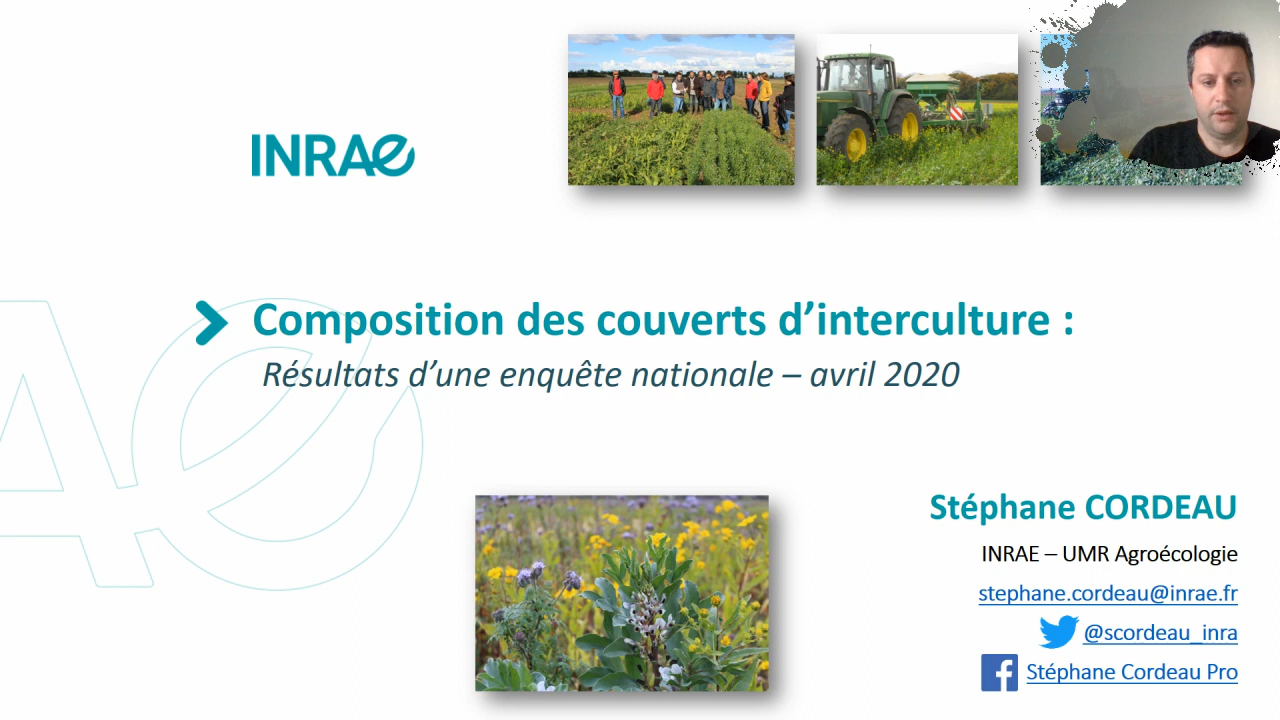 INRAE
Composition des couverts d’interculture :
Résultats d’une enquête nationale – avril 2020
Stéphane CORDEAU
INRAE – UMR Agroécologie
stephane.cordeau@inrae.fr
@scordeau_inra
Stéphane Cordeau Pro